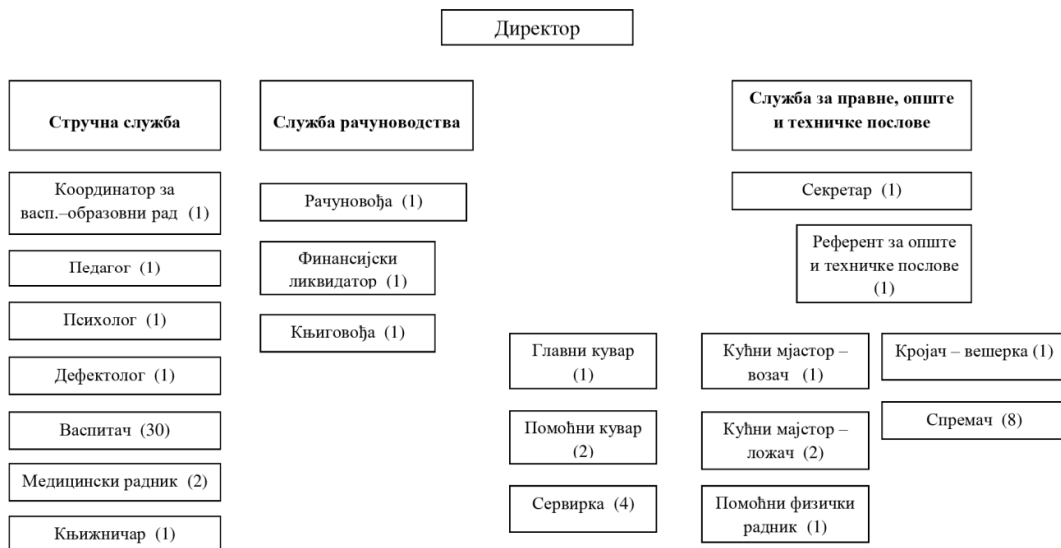 Директор
Стручна служба
Служба рачуноводства
Служба за правне, опште
и техничке послове
Координатор за
васп.–образовни рад (1)
Педагог (1)
Психолог (1)
Дефектолог (1)
Васпитач (30)
Медицински радник (2)
Књижничар (1)
Рачуновођа (1)
Финансијски
ликвидатор (1)
Књиговођа (1)
Секретар (1)
Референт за опште
и техничке послове
(1)
Главни кувар
(1)
Помоћни кувар
(2)
Сервирка (4)
Кућни мјастор –
возач (1)
Кућни мајстор –
ложач (2)
Помоћни физички
радник (1)
Кројач – вешерка (1)
Спремач (8)